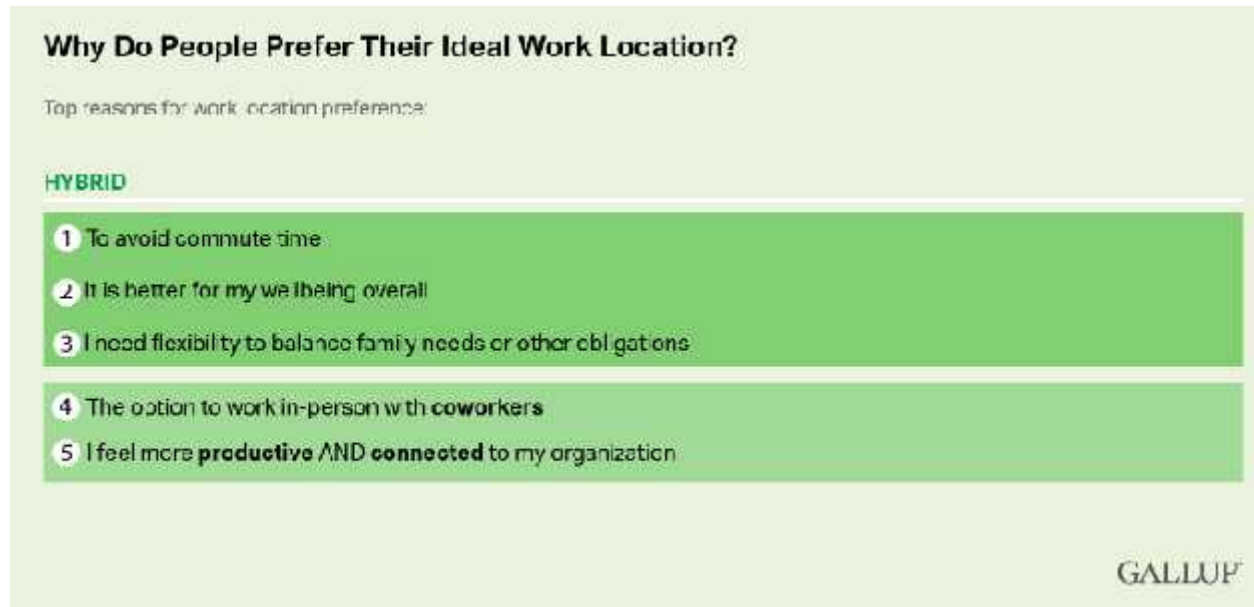 Why Do People Prefer Their Ideal Work Location?
Top reasons for work location preference:
HYBRID
1 To avoid commute time
2 It is better for my wellbeing overall
3 I need flexibility to balance family needs or other obligations
4 The option to work in-person with coworkers
5 I feel more productive AND connected to my organization
GALLUP